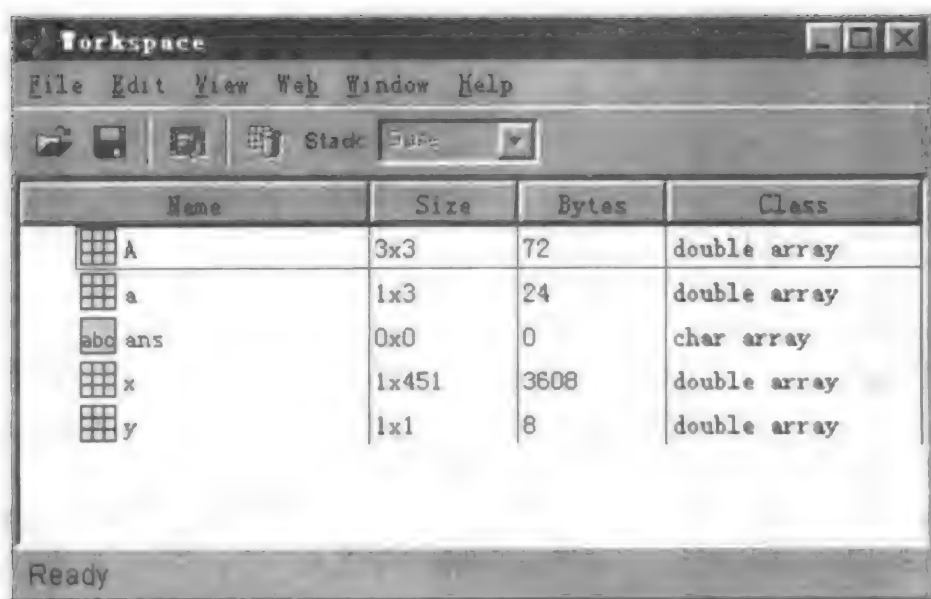 Workspace
File Edit View Web Window Help
Stack: Base
Name Size Bytes Class
A 3x3 72 double array
a 1x3 24 double array
abc ans 0x0 0 char array
x 1x451 3608 double array
y 1x1 8 double array
Ready